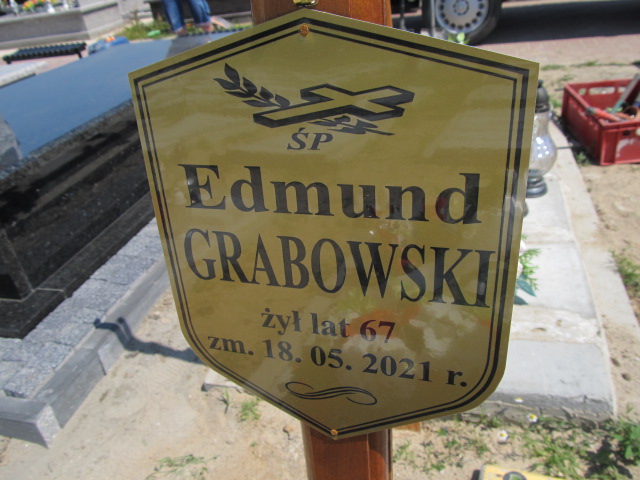 ŚP
Edmund
GRABOWSKI
żył lat 67
zm. 18. 05. 2021 r.